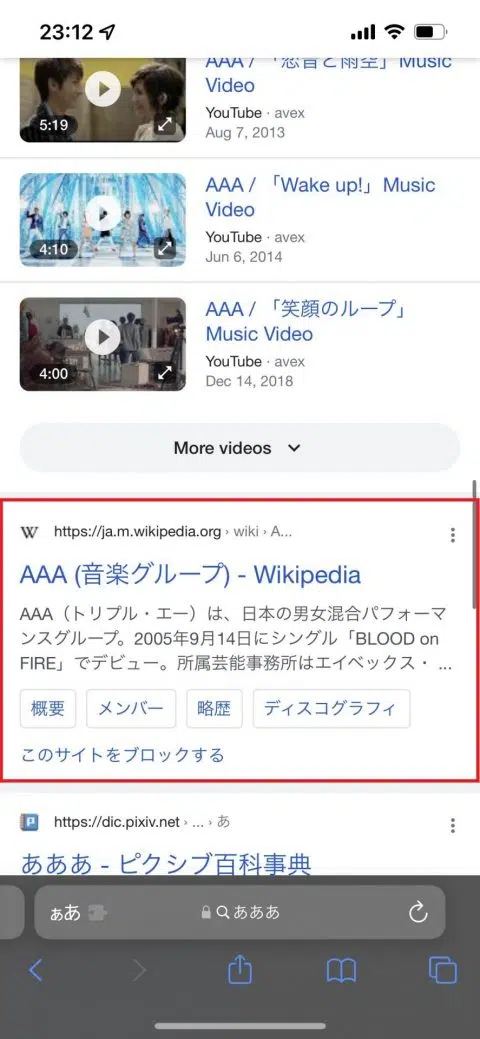 23:12
AAA / 「恋音と雨空」Music
Video
5:19
YouTube · avex
Aug 7, 2013
AAA / 「Wake up!」Music
Video
4:10
YouTube · avex
Jun 6, 2014
AAA / 「笑顔のループ」
Music Video
4:00
YouTube · avex
Dec 14, 2018
More videos
W https://ja.m.wikipedia.org › wiki › A...
AAA (音楽グループ) - Wikipedia
AAA（トリプル・エー）は、日本の男女混合パフォーマ
ンスグループ。2005年9月14日にシングル「BLOOD on
FIRE」でデビュー。所属芸能事務所はエイベックス・ ...
概要 メンバー 略歴 ディスコグラフィ
このサイトをブロックする
P https://dic.pixiv.net › ... › あ
あああ - ピクシブ百科事典
ぁあ あああ